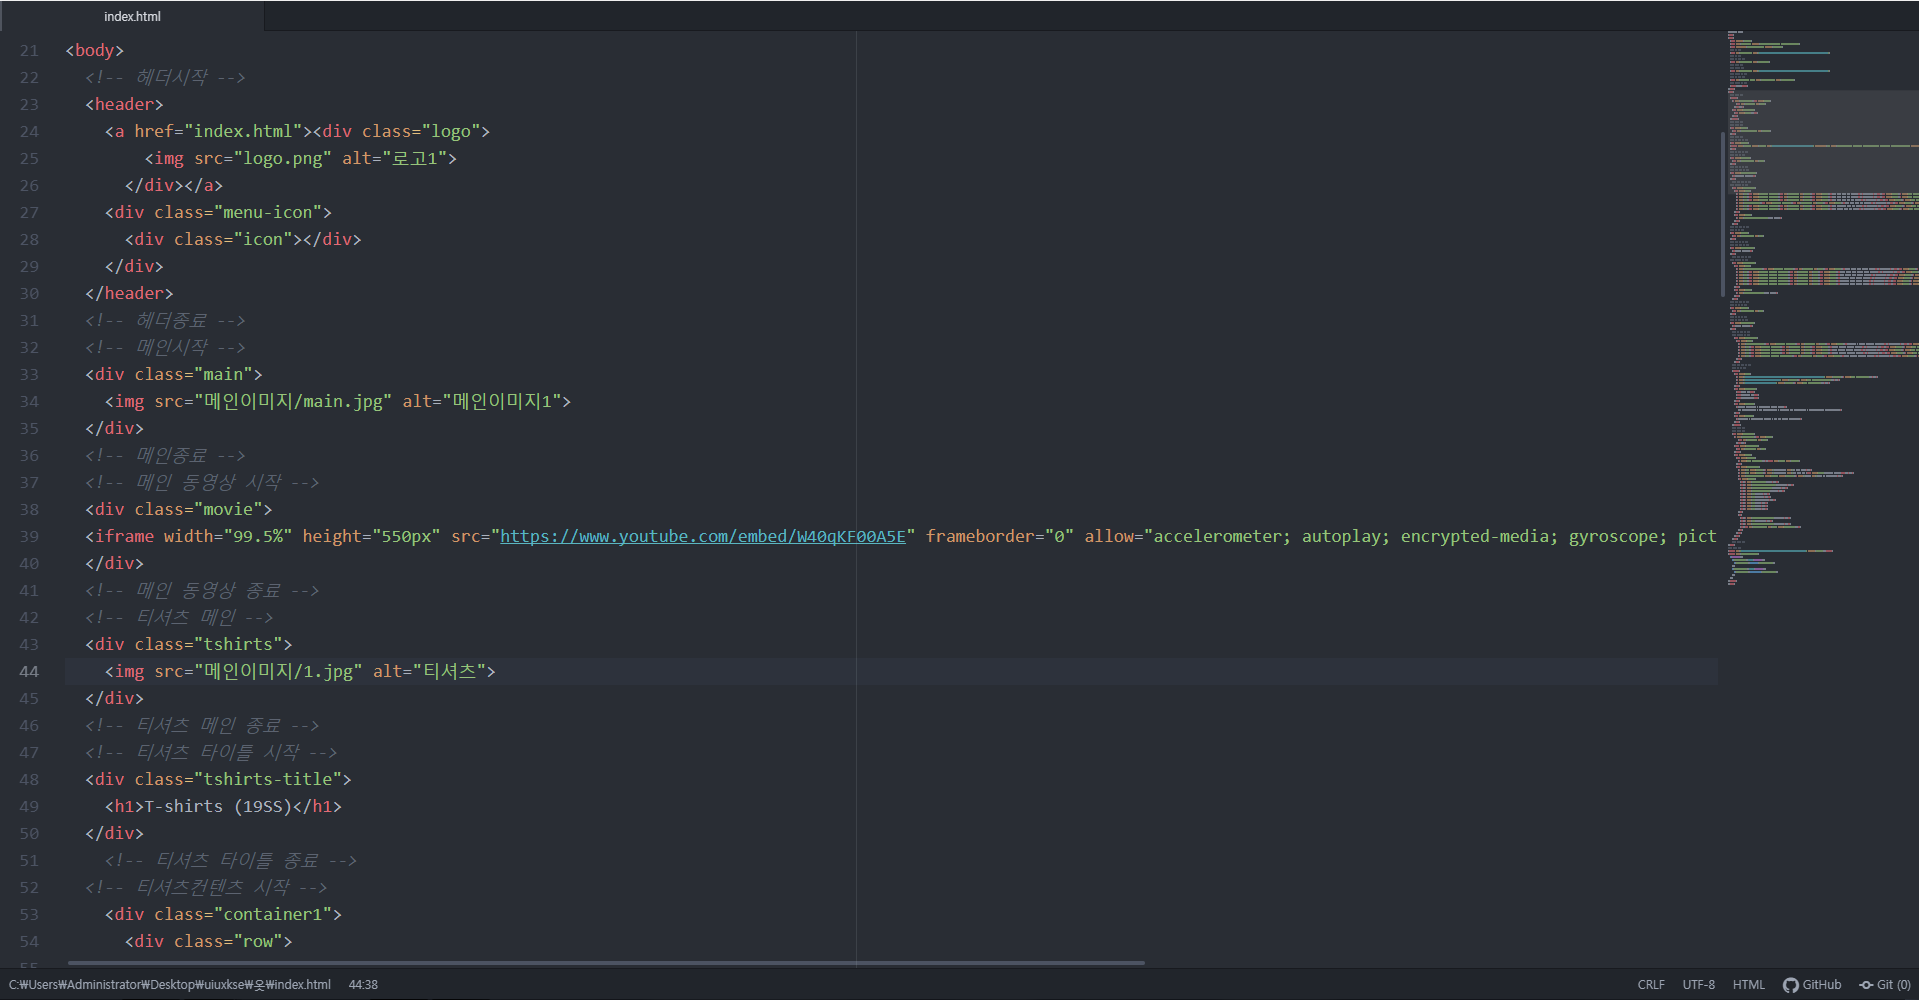 index.html
21 <body>
22 <!-- 헤더시작 -->
23 <header>
24 <a href="index.html"><div class="logo">
25 <img src="logo.png" alt="로고1">
26 </div></a>
27 <div class="menu-icon">
28 <div class="icon"></div>
29 </div>
30 </header>
31 <!-- 헤더종료 -->
32 <!-- 메인시작 -->
33 <div class="main">
34 <img src="메인이미지/main.jpg" alt="메인이미지1">
35 </div>
36 <!-- 메인종료 -->
37 <!-- 메인 동영상 시작 -->
38 <div class="movie">
39 <iframe width="99.5%" height="550px" src="https://www.youtube.com/embed/W40qKF00A5E" frameborder="0" allow="accelerometer; autoplay; encrypted-media; gyroscope; pict
40 </div>
41 <!-- 메인 동영상 종료 -->
42 <!-- 티셔츠 메인 -->
43 <div class="tshirts">
44 <img src="메인이미지/1.jpg" alt="티셔츠">
45 </div>
46 <!-- 티셔츠 메인 종료 -->
47 <!-- 티셔츠 타이틀 시작 -->
48 <div class="tshirts-title">
49 <h1>T-shirts (19SS)</h1>
50 </div>
51 <!-- 티셔츠 타이틀 종료 -->
52 <!-- 티셔츠컨텐츠 시작 -->
53 <div class="container1">
54 <div class="row">
55
C:₩Users₩Administrator₩Desktop₩uiuxkse₩옷₩index.html 44:38 CRLF UTF-8 HTML GitHub Git (0)